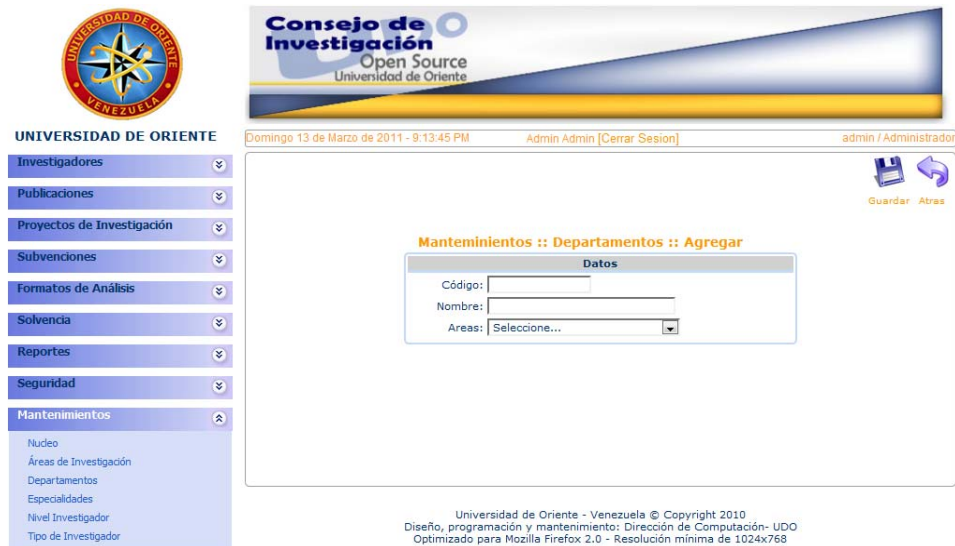 UNIVERSIDAD DE ORIENTE
VENEZUELA
UNIVERSIDAD DE ORIENTE
Consejo de
Investigación
Open Source
Universidad de Oriente
Domingo 13 de Marzo de 2011 - 9:13:45 PM Admin Admin [Cerrar Sesion] admin / Administrador
Investigadores
Publicaciones
Proyectos de Investigación
Subvenciones
Formatos de Análisis
Solvencia
Reportes
Seguridad
Mantenimientos
Nucleo
Áreas de Investigación
Departamentos
Especialidades
Nivel Investigador
Tipo de Investigador
Guardar Atras
Manteminientos :: Departamentos :: Agregar
Datos
Código:
Nombre:
Areas: Seleccione...
Universidad de Oriente - Venezuela © Copyright 2010
Diseño, programación y mantenimiento: Dirección de Computación- UDO
Optimizado para Mozilla Firefox 2.0 - Resolución mínima de 1024x768